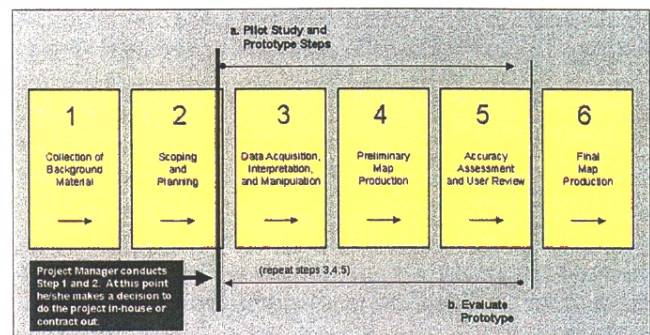 a. Pilot Study and
Prototype Steps
1
Collection of
Background
Material
2
Scoping
and
Planning
3
Data Acquisition,
Interpretation,
and Manipulation
4
Preliminary
Map
Production
5
Accuracy
Assessment
and User Review
6
Final
Map
Production
Project Manager conducts
Step 1 and 2. At this point
he/she makes a decision to
do the project in-house or
contract out.
(repeat steps 3,4,5)
b. Evaluate
Prototype